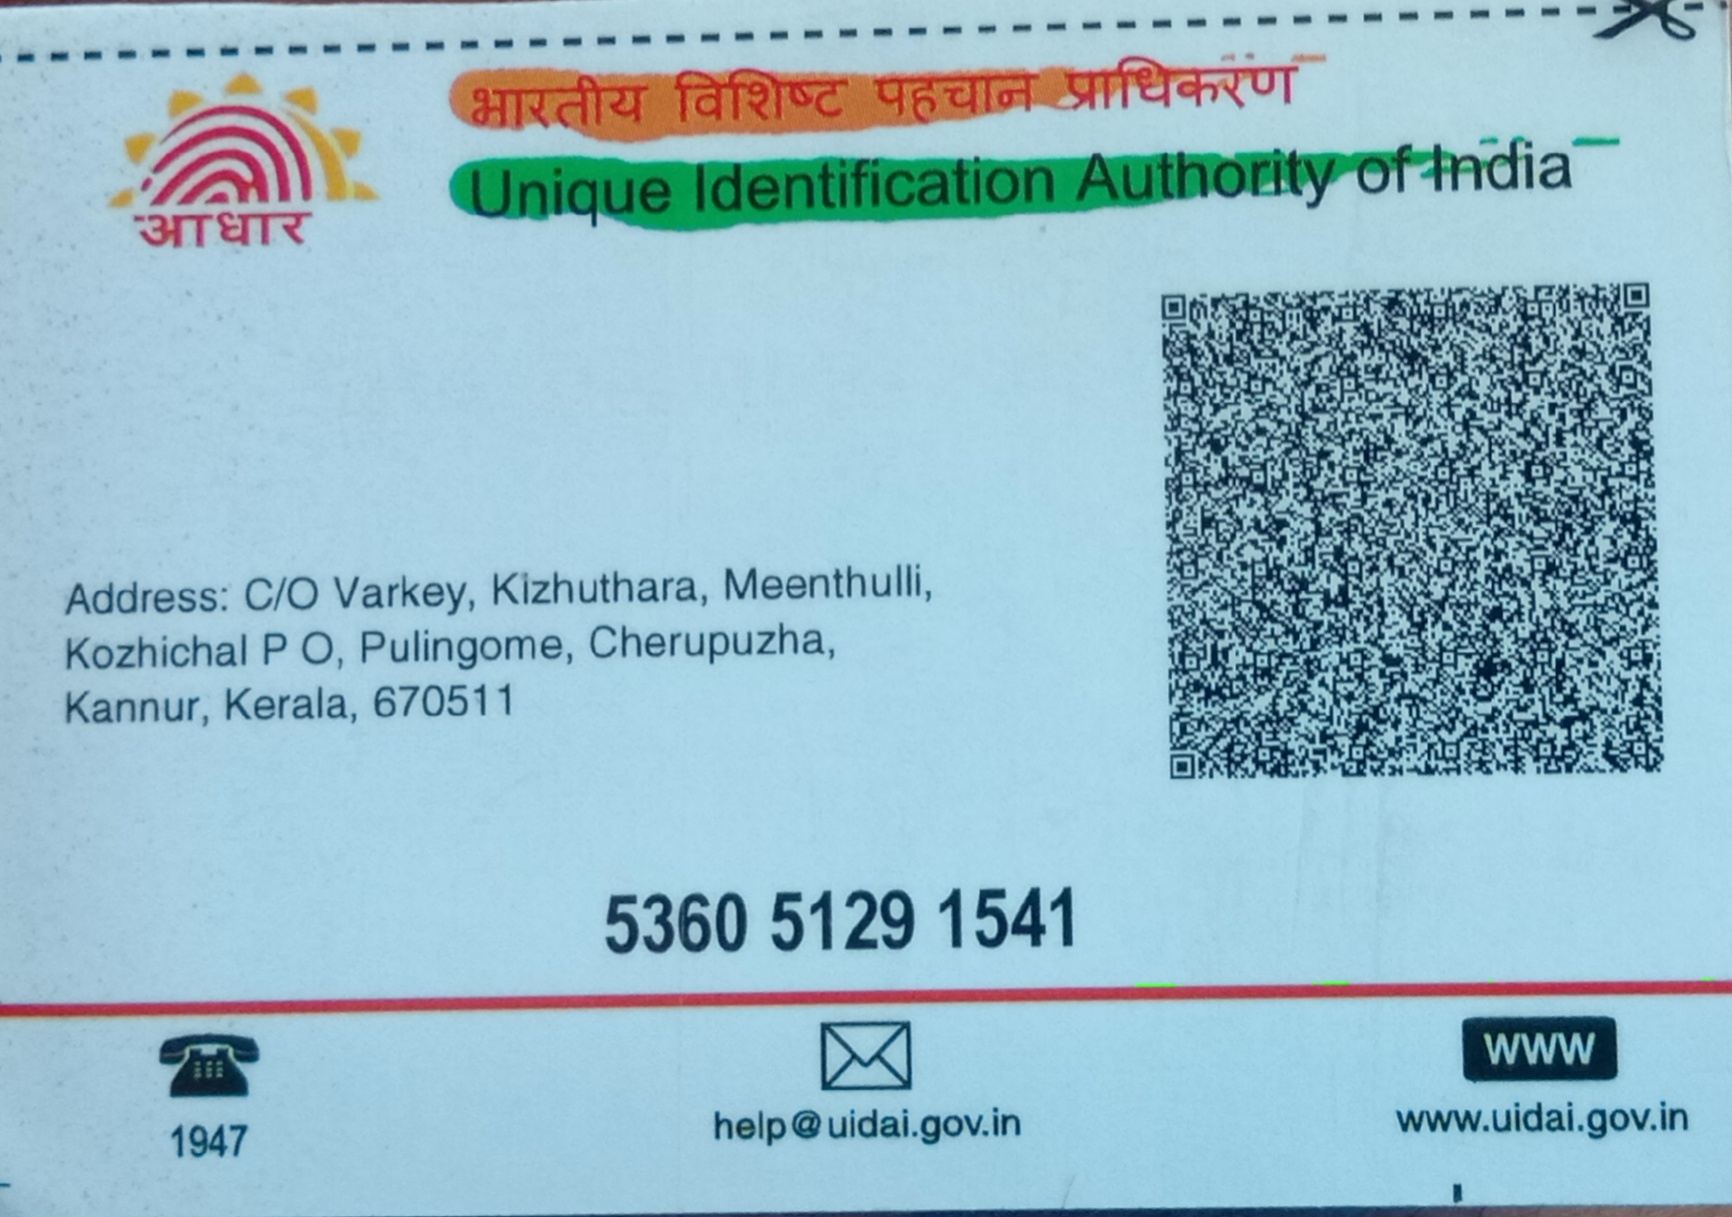 आधार
भारतीय विशिष्ट पहचान प्राधिकरण
Unique Identification Authority of India
Address: C/O Varkey, Kizhuthara, Meenthulli,
Kozhichal P O, Pulingome, Cherupuzha,
Kannur, Kerala, 670511
5360 5129 1541
1947
help@uidai.gov.in
WWW
www.uidai.gov.in